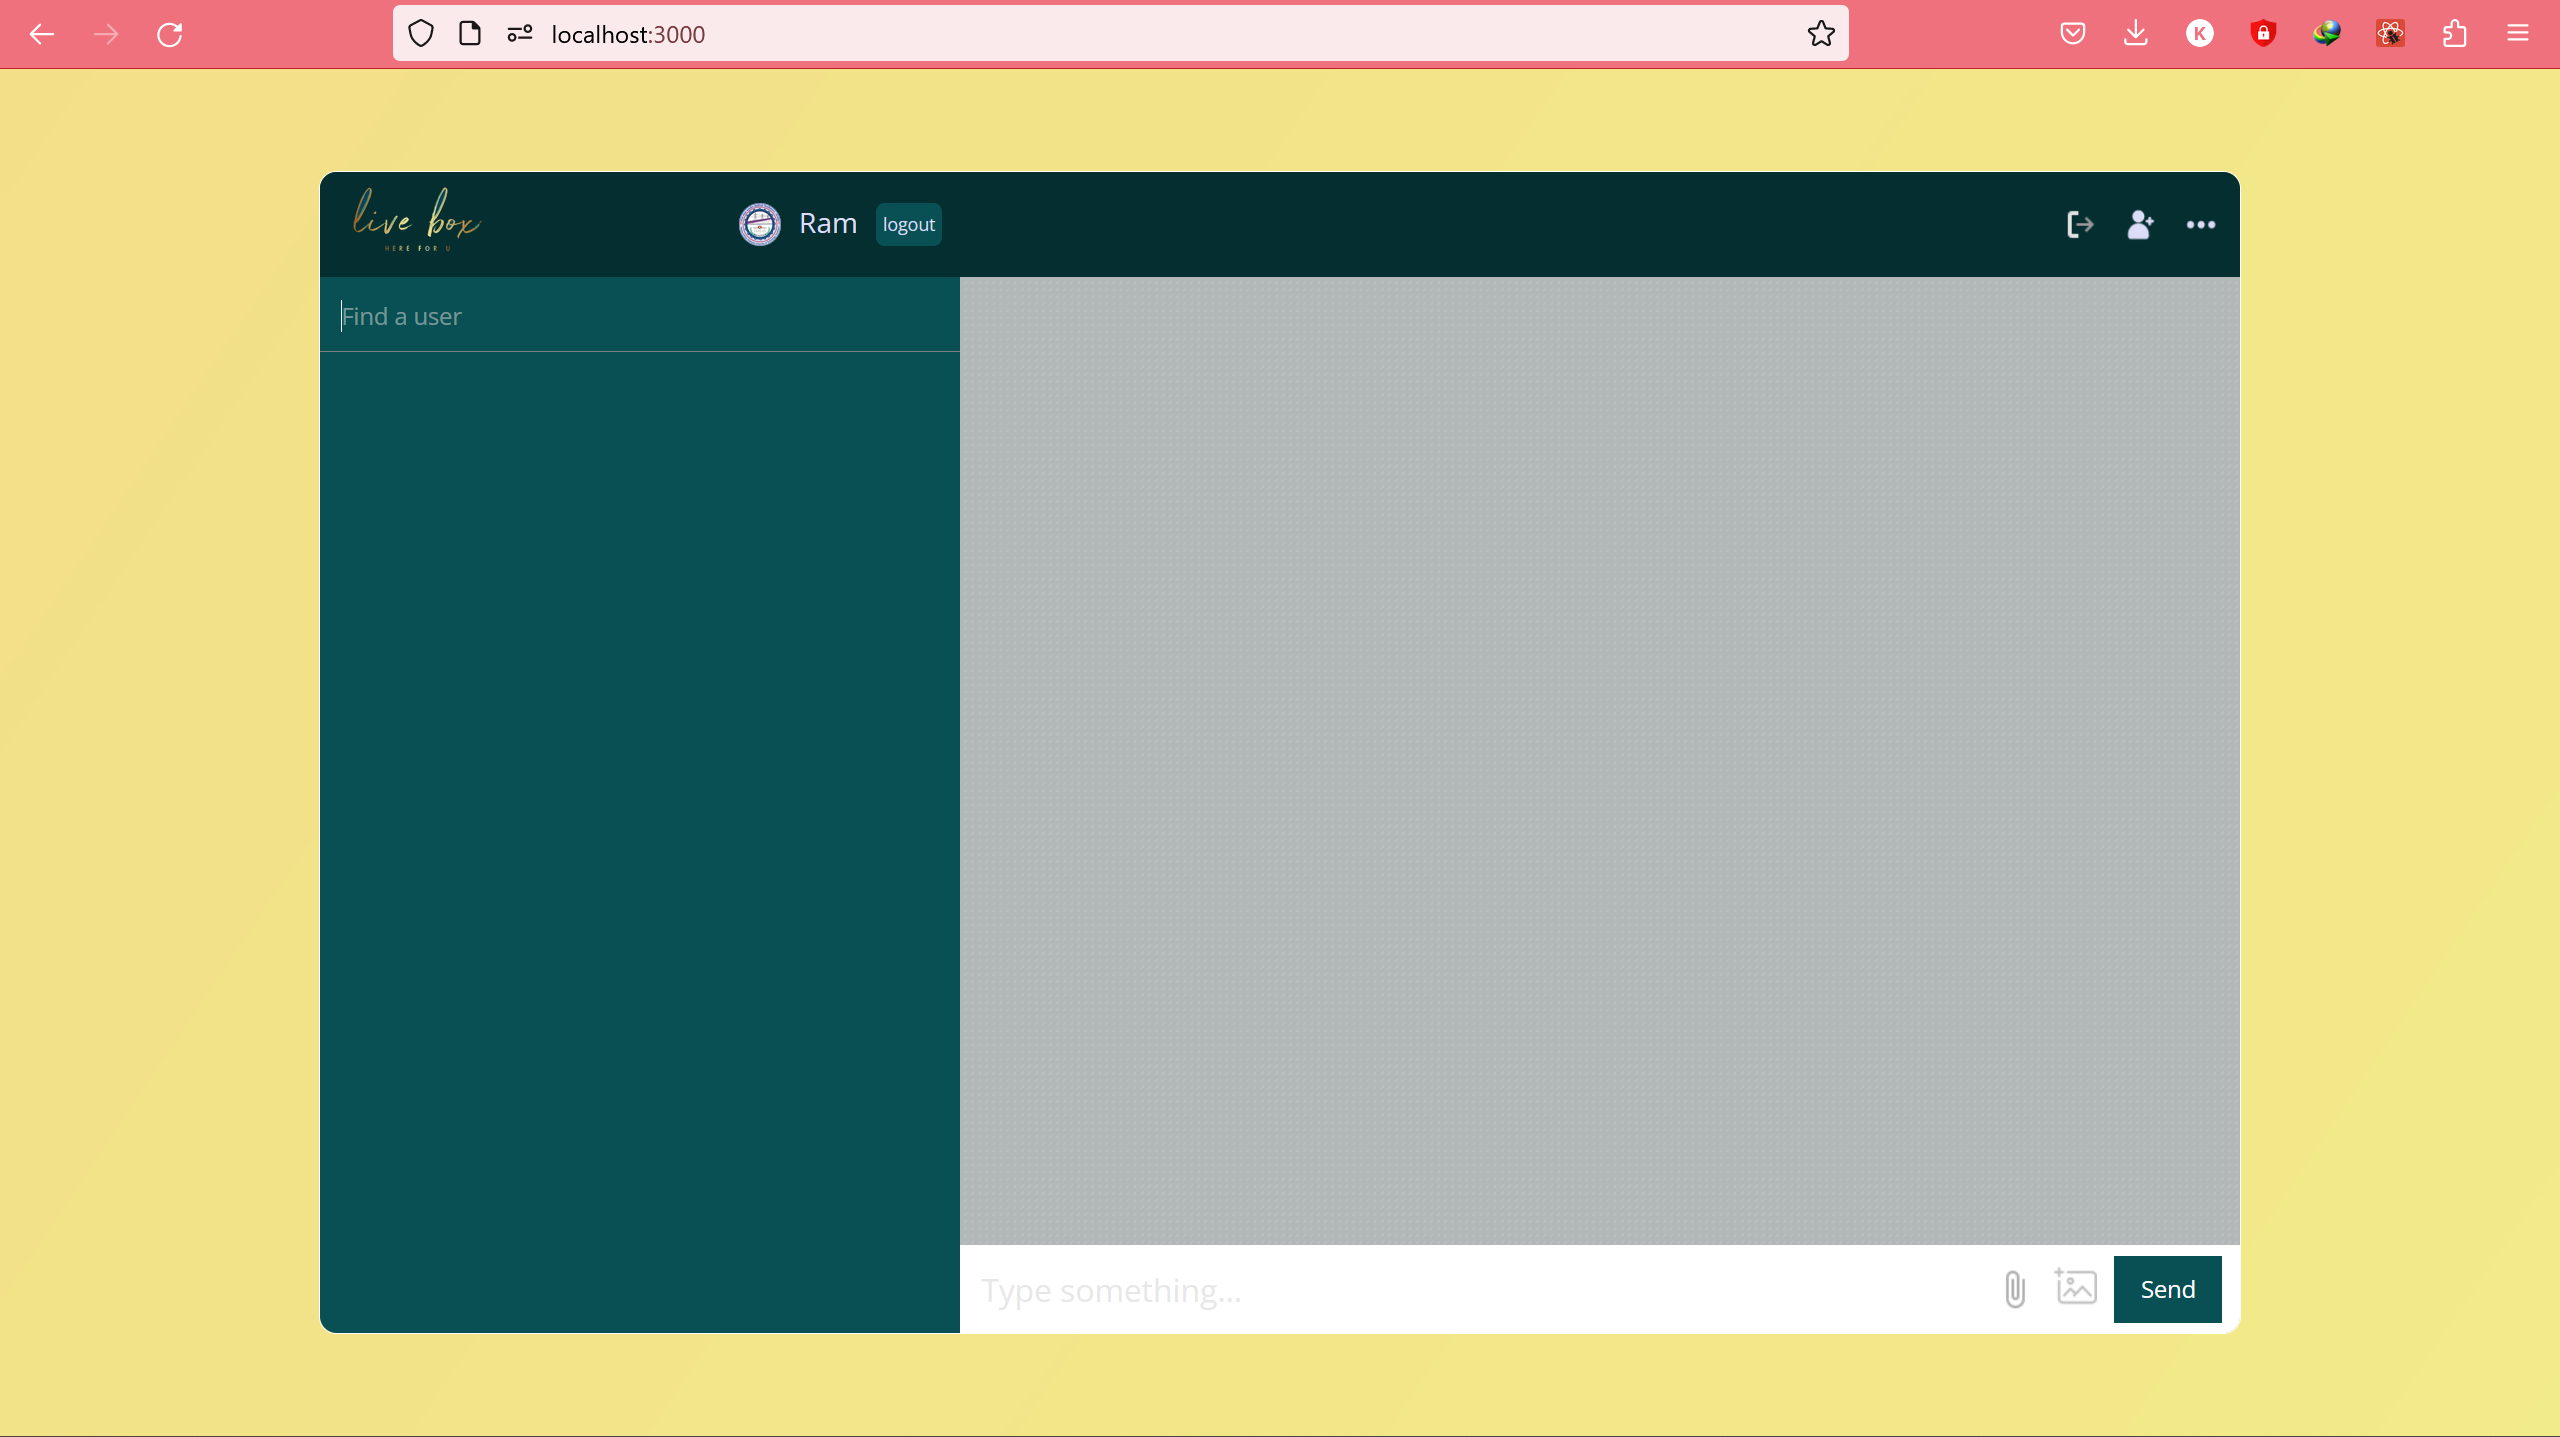 localhost:3000
K
live box
HERE FOR U
Ram
logout
Find a user
Type something...
Send